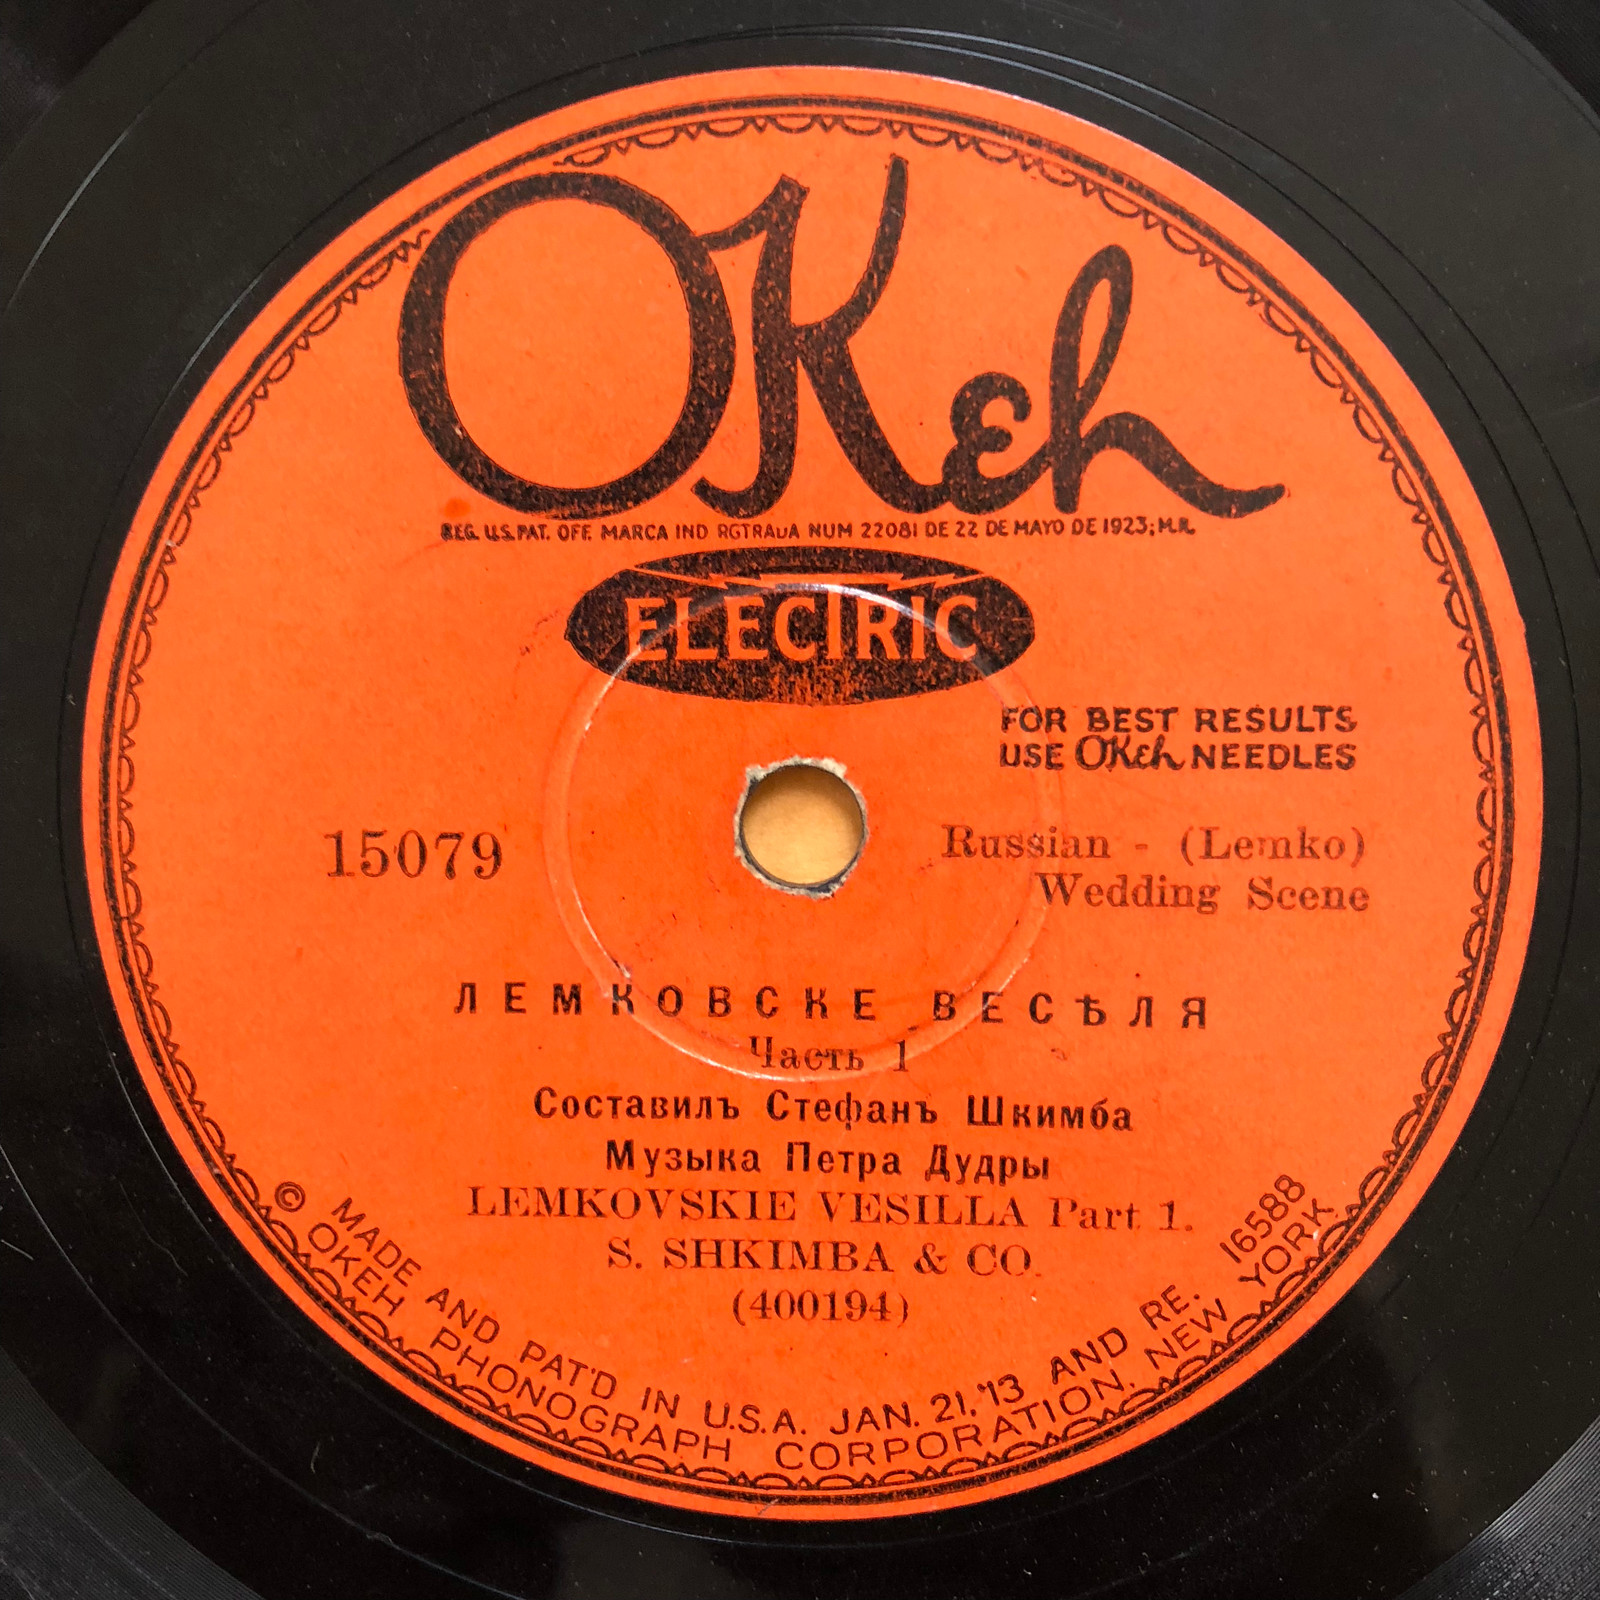 OKeh
REG. U.S. PAT. OFF. MARCA IND RGTRADA NUM 22081 DE 22 DE MAYO DE 1923; M.R.
ELECTRIC
FOR BEST RESULTS
USE OKeh NEEDLES
15079
Russian - (Lemko)
Wedding Scene
ЛЕМКОВСКЕ ВЕСѢЛЯ
Часть 1
Составилъ Стефанъ Шкимба
Музыка Петра Дудры
LEMKOVSKIE VESILLA Part 1.
S. SHKIMBA & CO.
(400194)
© MADE AND PAT'D IN U.S.A. JAN. 21, '13 AND RE. 16588
OKEH PHONOGRAPH CORPORATION, NEW YORK